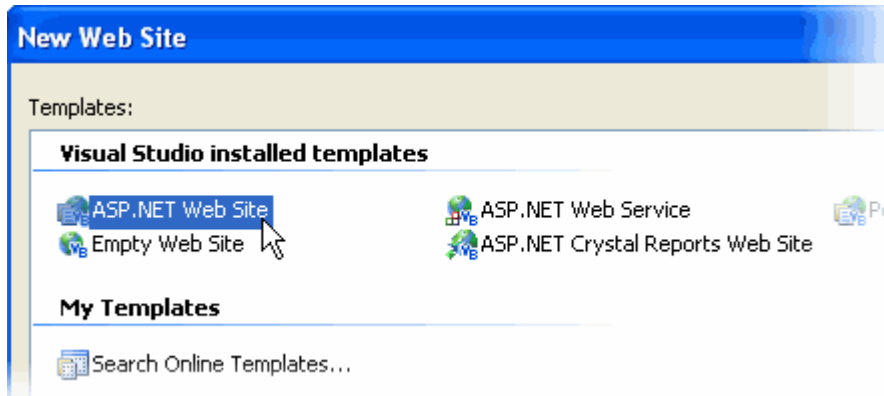 New Web Site
Templates:
Visual Studio installed templates
ASP.NET Web Site
ASP.NET Web Service
Empty Web Site
ASP.NET Crystal Reports Web Site
My Templates
Search Online Templates...